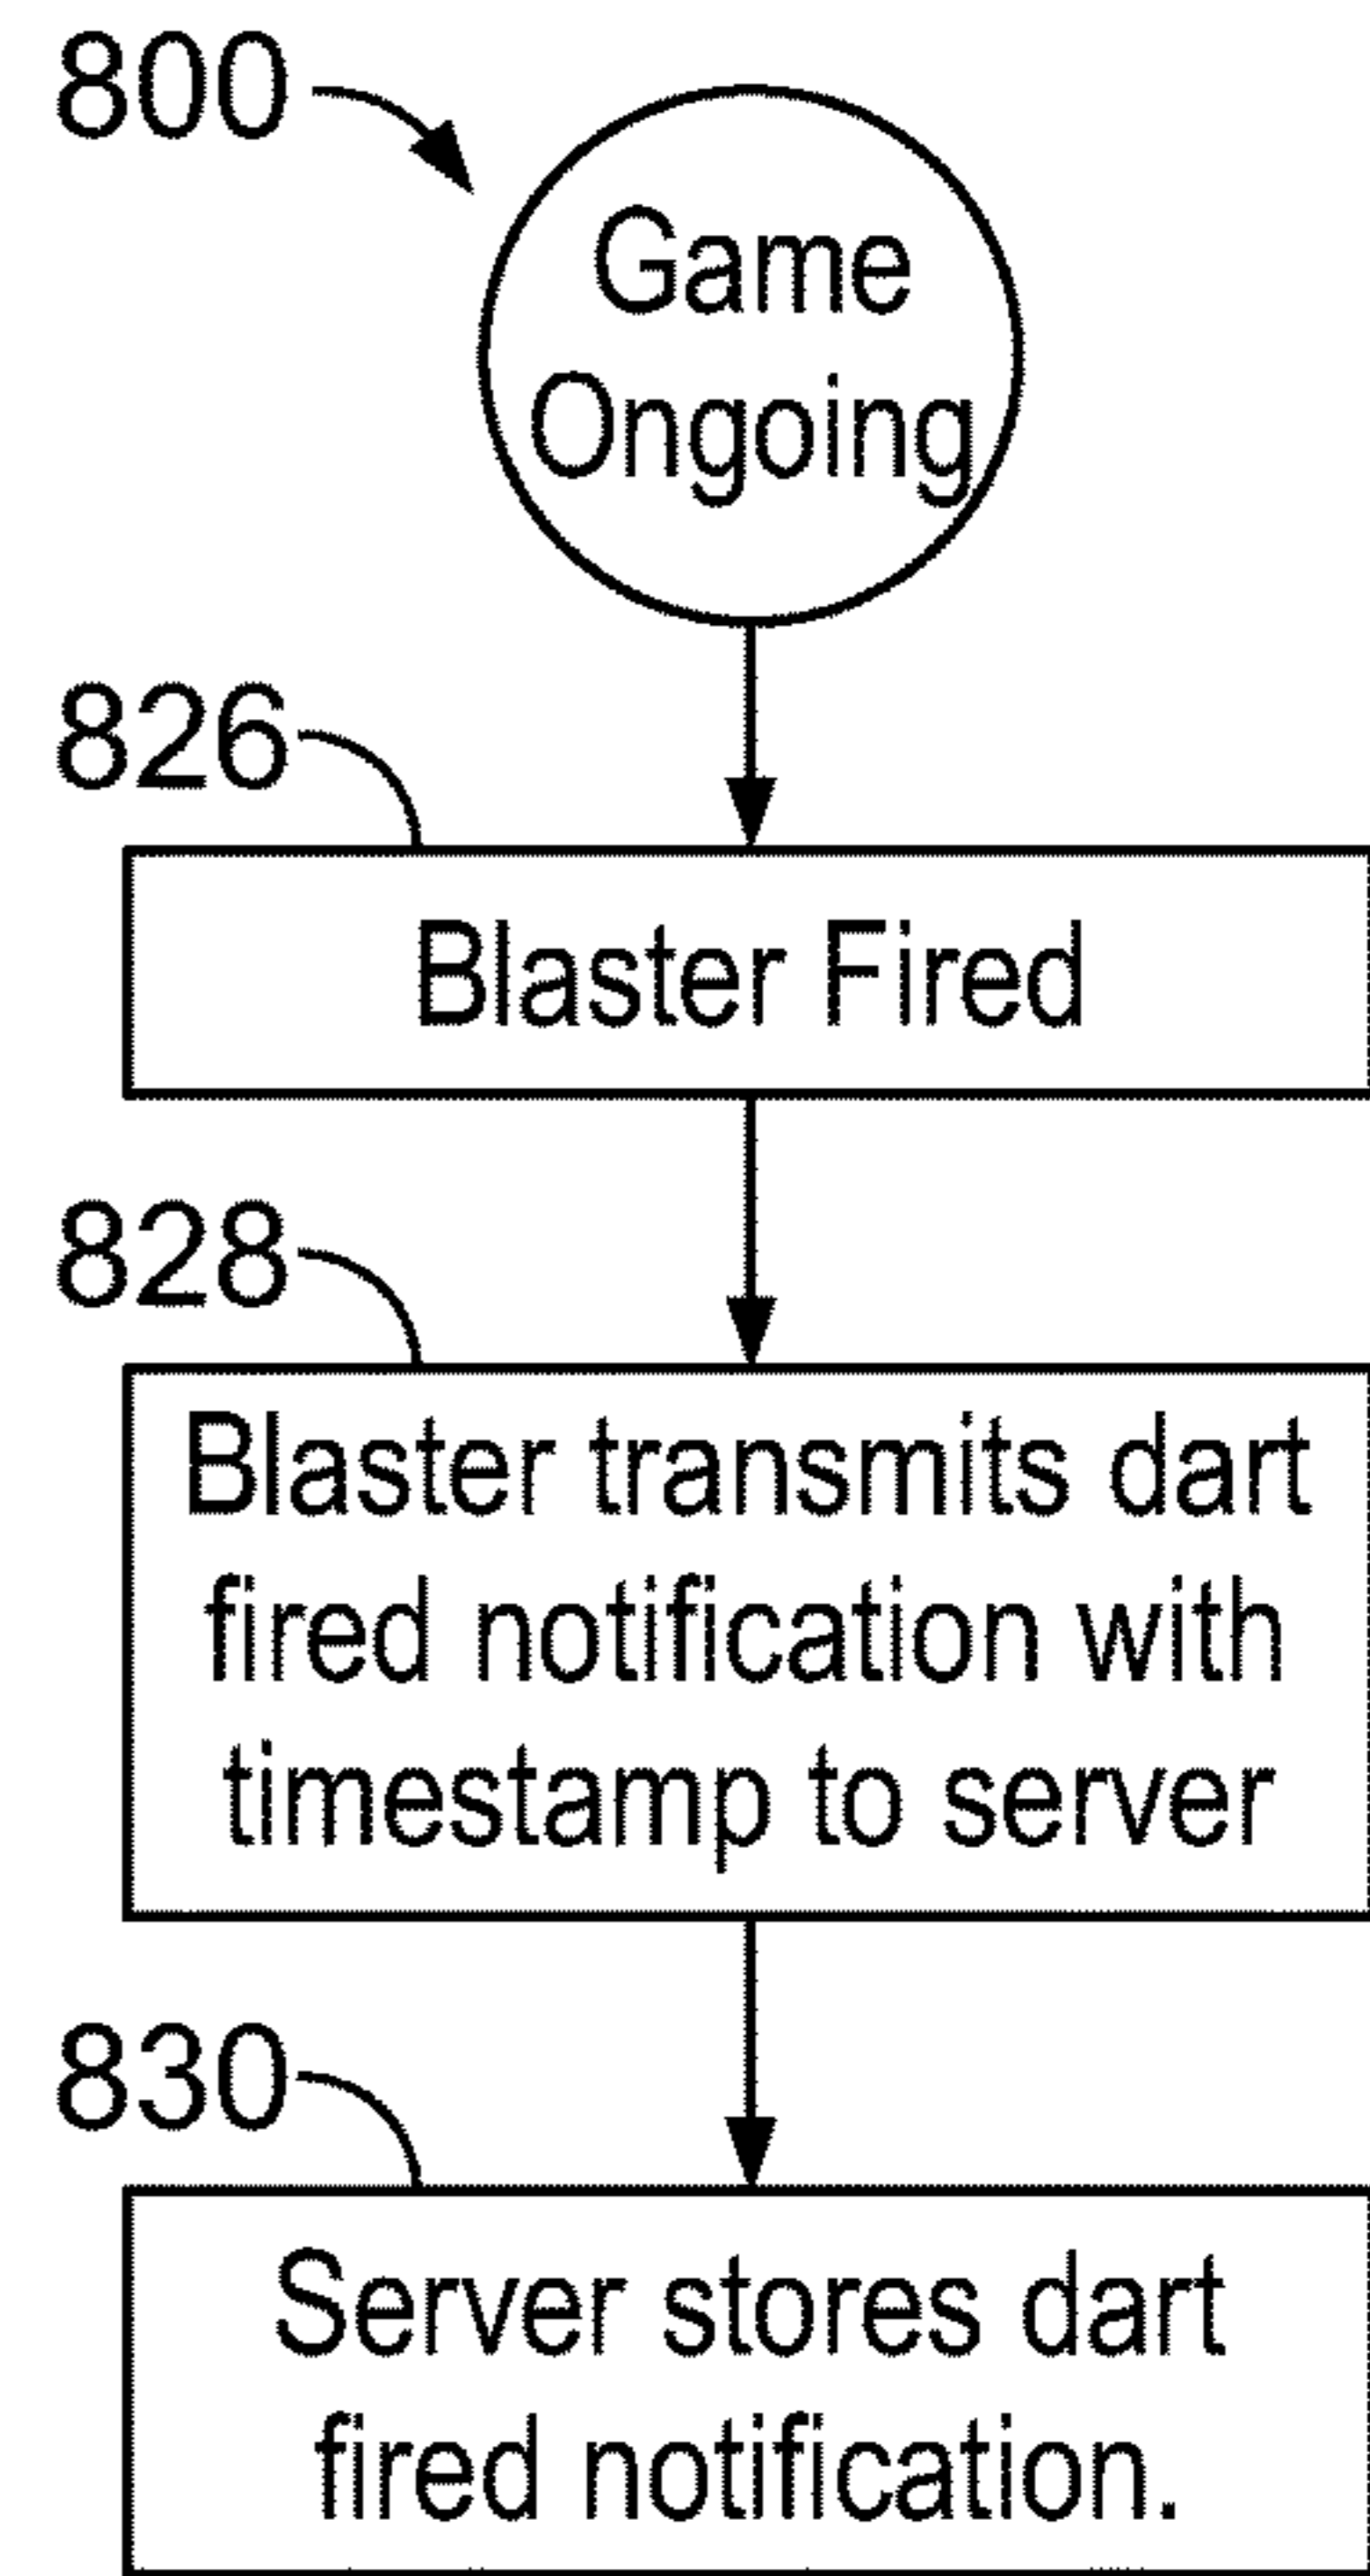 800
Game
Ongoing
826
Blaster Fired
828
Blaster transmits dart
fired notification with
timestamp to server
830
Server stores dart
fired notification.